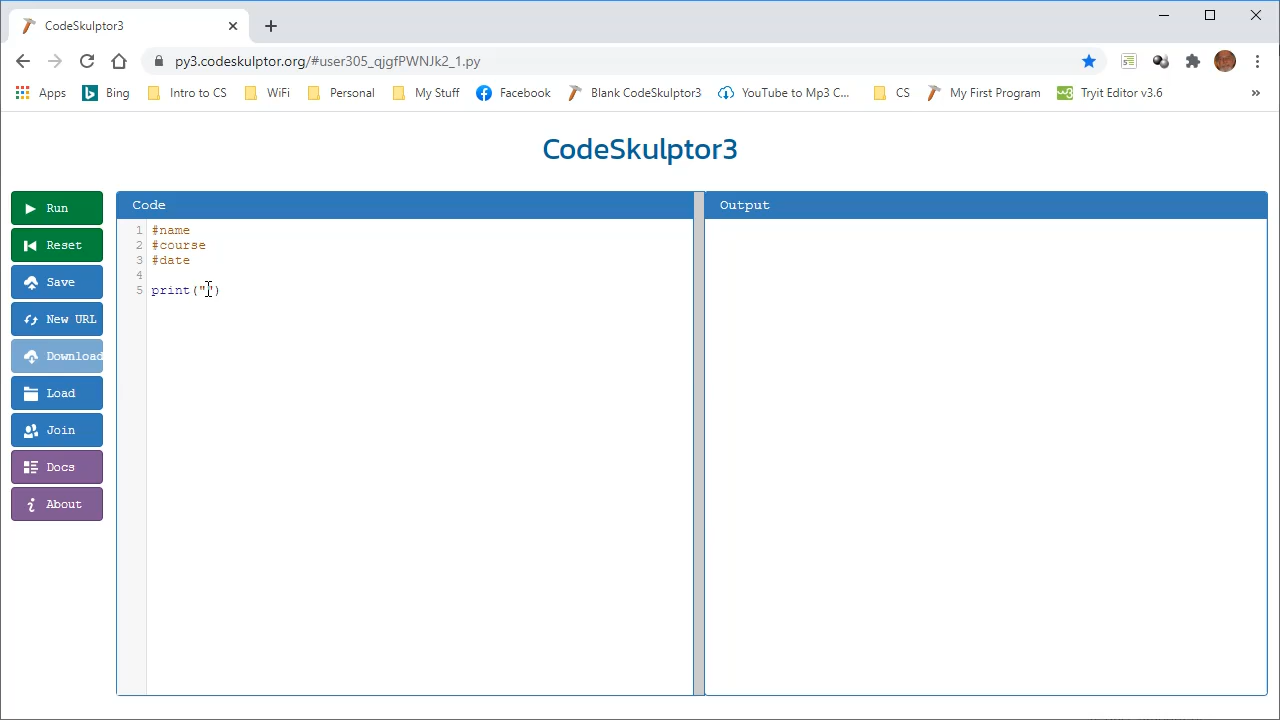 CodeSkulptor3
py3.codeskulptor.org/#user305_qjgfPWNJk2_1.py
Apps Bing Intro to CS WiFi Personal My Stuff Facebook Blank CodeSkulptor3 YouTube to Mp3 C... CS My First Program Tryit Editor v3.6 »
CodeSkulptor3
Run
Reset
Save
New URL
Download
Load
Join
Docs
About
Code
1 #name
2 #course
3 #date
4
5 print("")
Output